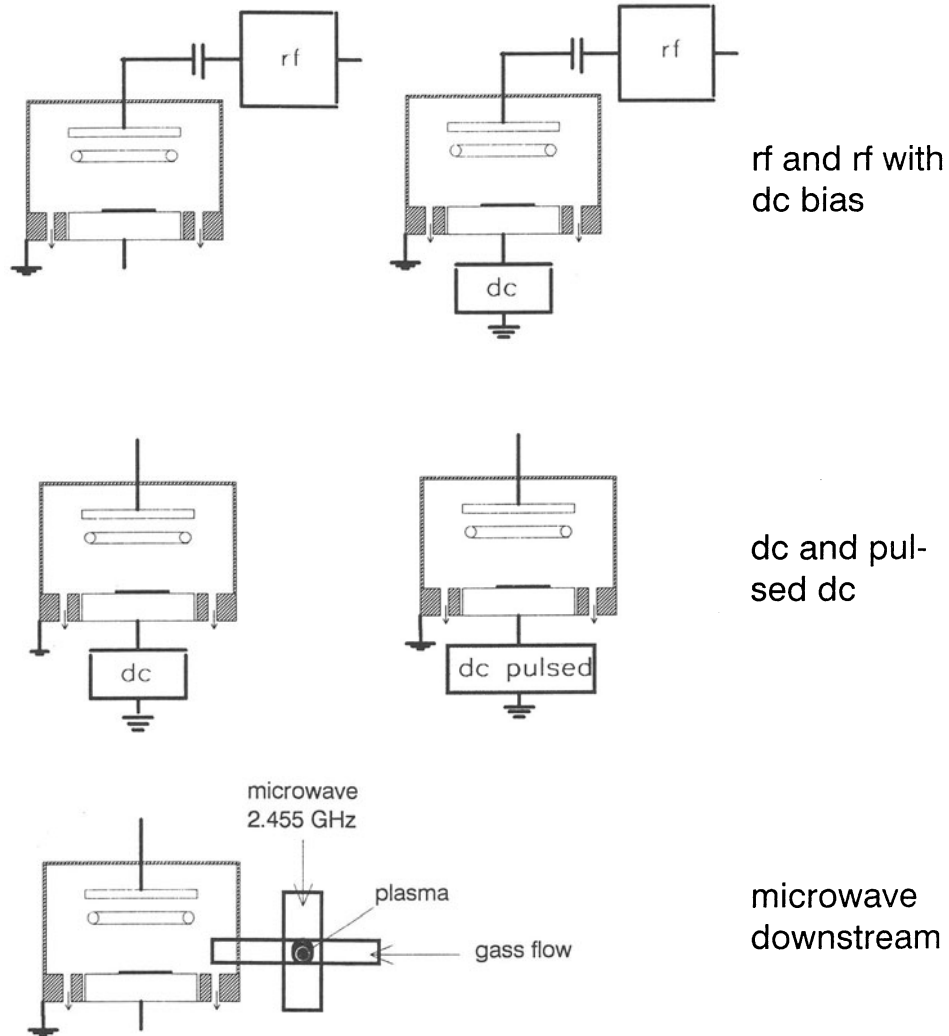 rf
rf
rf and rf with
dc bias
dc
dc and pul-
sed dc
dc
dc pulsed
microwave
2.455 GHz
plasma
gass flow
microwave
downstream